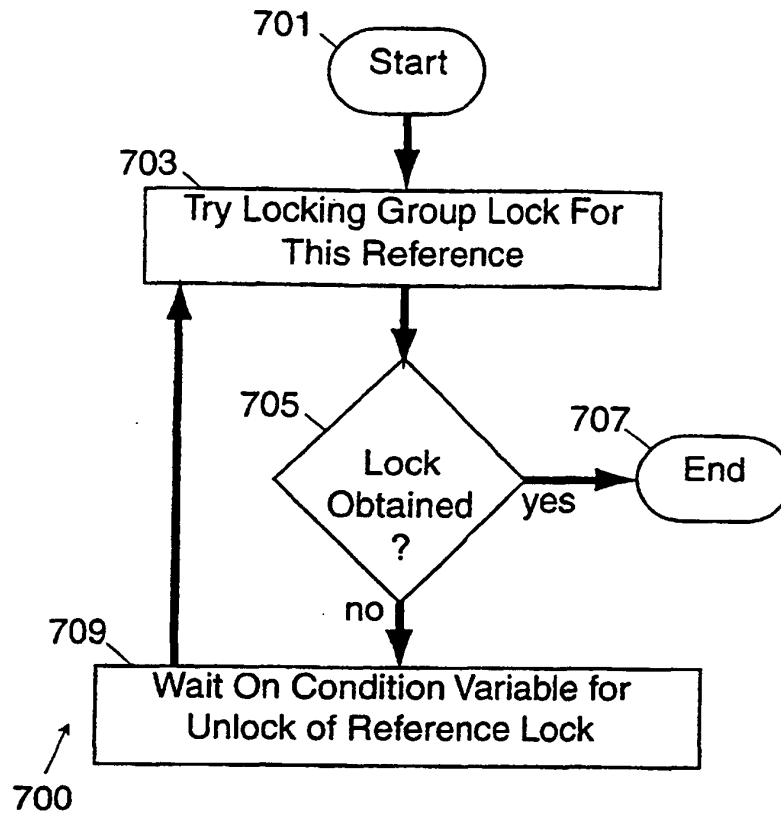 701
Start
703
Try Locking Group Lock For
This Reference
705
Lock
Obtained
?
yes
707
End
no
709
Wait On Condition Variable for
Unlock of Reference Lock
700